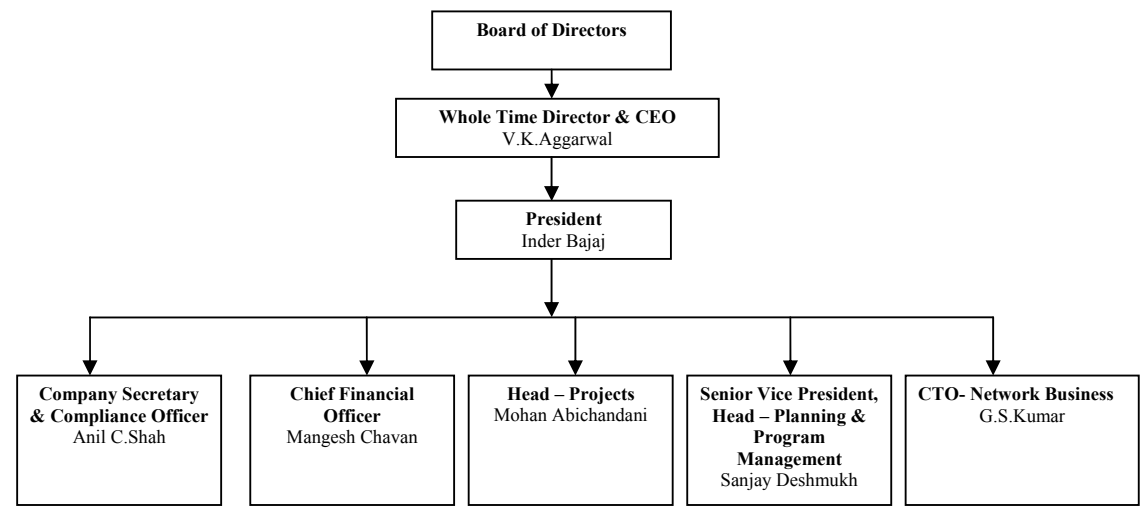 Board of Directors
Whole Time Director & CEO
V.K.Aggarwal
President
Inder Bajaj
Company Secretary
& Compliance Officer
Anil C.Shah
Chief Financial
Officer
Mangesh Chavan
Head – Projects
Mohan Abichandani
Senior Vice President,
Head – Planning &
Program
Management
Sanjay Deshmukh
CTO- Network Business
G.S.Kumar